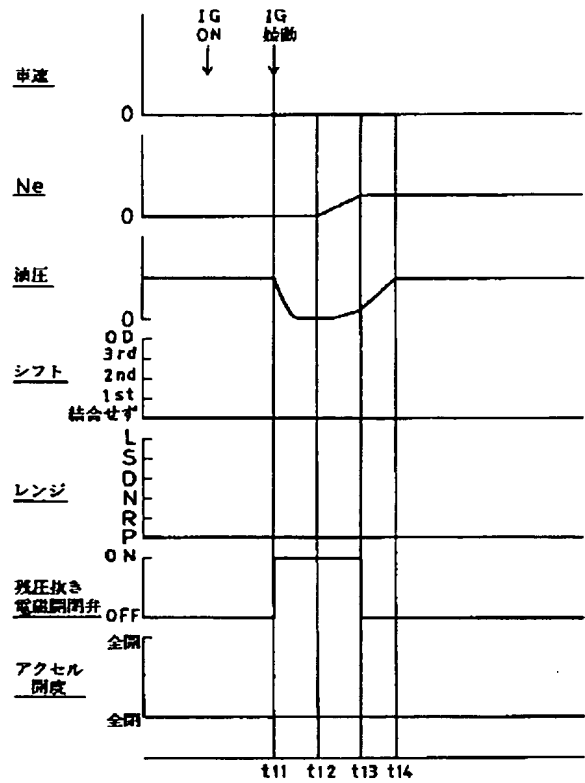 IG
ON
IG
始動
車速
0
Ne
0
油圧
0
シフト
OD
3rd
2nd
1st
結合せず
レンジ
L
S
D
N
R
P
残圧抜き
電磁開閉弁
ON
OFF
アクセル
開度
全開
全閉
t11 t12 t13 t14